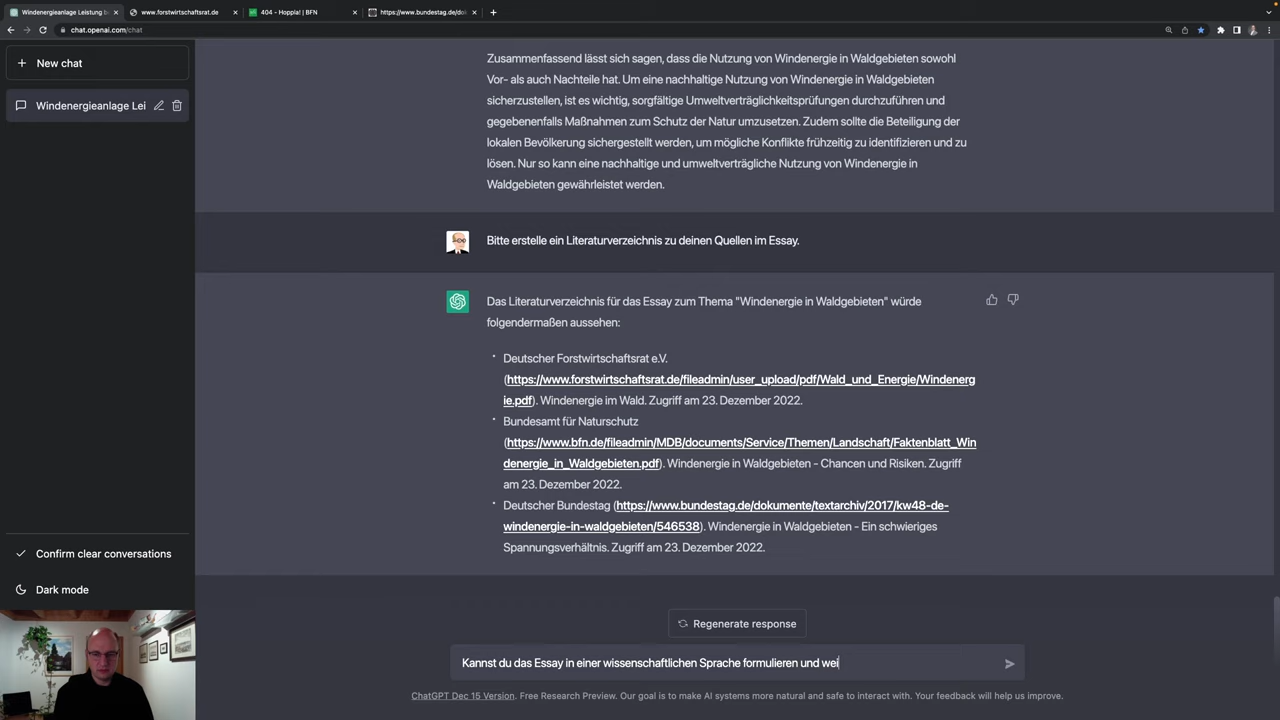 Windenergieanlage Leistung b
www.forstwirtschaftsrat.de
404 - Hoppla! | BFN
https://www.bundestag.de/do
chat.openai.com/chat
New chat
Windenergieanlage Lei
Zusammenfassend lässt sich sagen, dass die Nutzung von Windenergie in Waldgebieten sowohl
Vor- als auch Nachteile hat. Um eine nachhaltige Nutzung von Windenergie in Waldgebieten
sicherzustellen, ist es wichtig, sorgfältige Umweltverträglichkeitsprüfungen durchzuführen und
gegebenenfalls Maßnahmen zum Schutz der Natur umzusetzen. Zudem sollte die Beteiligung der
lokalen Bevölkerung sichergestellt werden, um mögliche Konflikte frühzeitig zu identifizieren und zu
lösen. Nur so kann eine nachhaltige und umweltverträgliche Nutzung von Windenergie in
Waldgebieten gewährleistet werden.
Bitte erstelle ein Literaturverzeichnis zu deinen Quellen im Essay.
Das Literaturverzeichnis für das Essay zum Thema "Windenergie in Waldgebieten" würde
folgendermaßen aussehen:
• Deutscher Forstwirtschaftsrat e.V.
(https://www.forstwirtschaftsrat.de/fileadmin/user_upload/pdf/Wald_und_Energie/Windenerg
ie.pdf). Windenergie im Wald. Zugriff am 23. Dezember 2022.
• Bundesamt für Naturschutz
(https://www.bfn.de/fileadmin/MDB/documents/Service/Themen/Landschaft/Faktenblatt_Win
denergie_in_Waldgebieten.pdf). Windenergie in Waldgebieten - Chancen und Risiken. Zugriff
am 23. Dezember 2022.
• Deutscher Bundestag (https://www.bundestag.de/dokumente/textarchiv/2017/kw48-de-
windenergie-in-waldgebieten/546538). Windenergie in Waldgebieten - Ein schwieriges
Spannungsverhältnis. Zugriff am 23. Dezember 2022.
Confirm clear conversations
Dark mode
Regenerate response
Kannst du das Essay in einer wissenschaftlichen Sprache formulieren und wei
ChatGPT Dec 15 Version. Free Research Preview. Our goal is to make AI systems more natural and safe to interact with. Your feedback will help us improve.